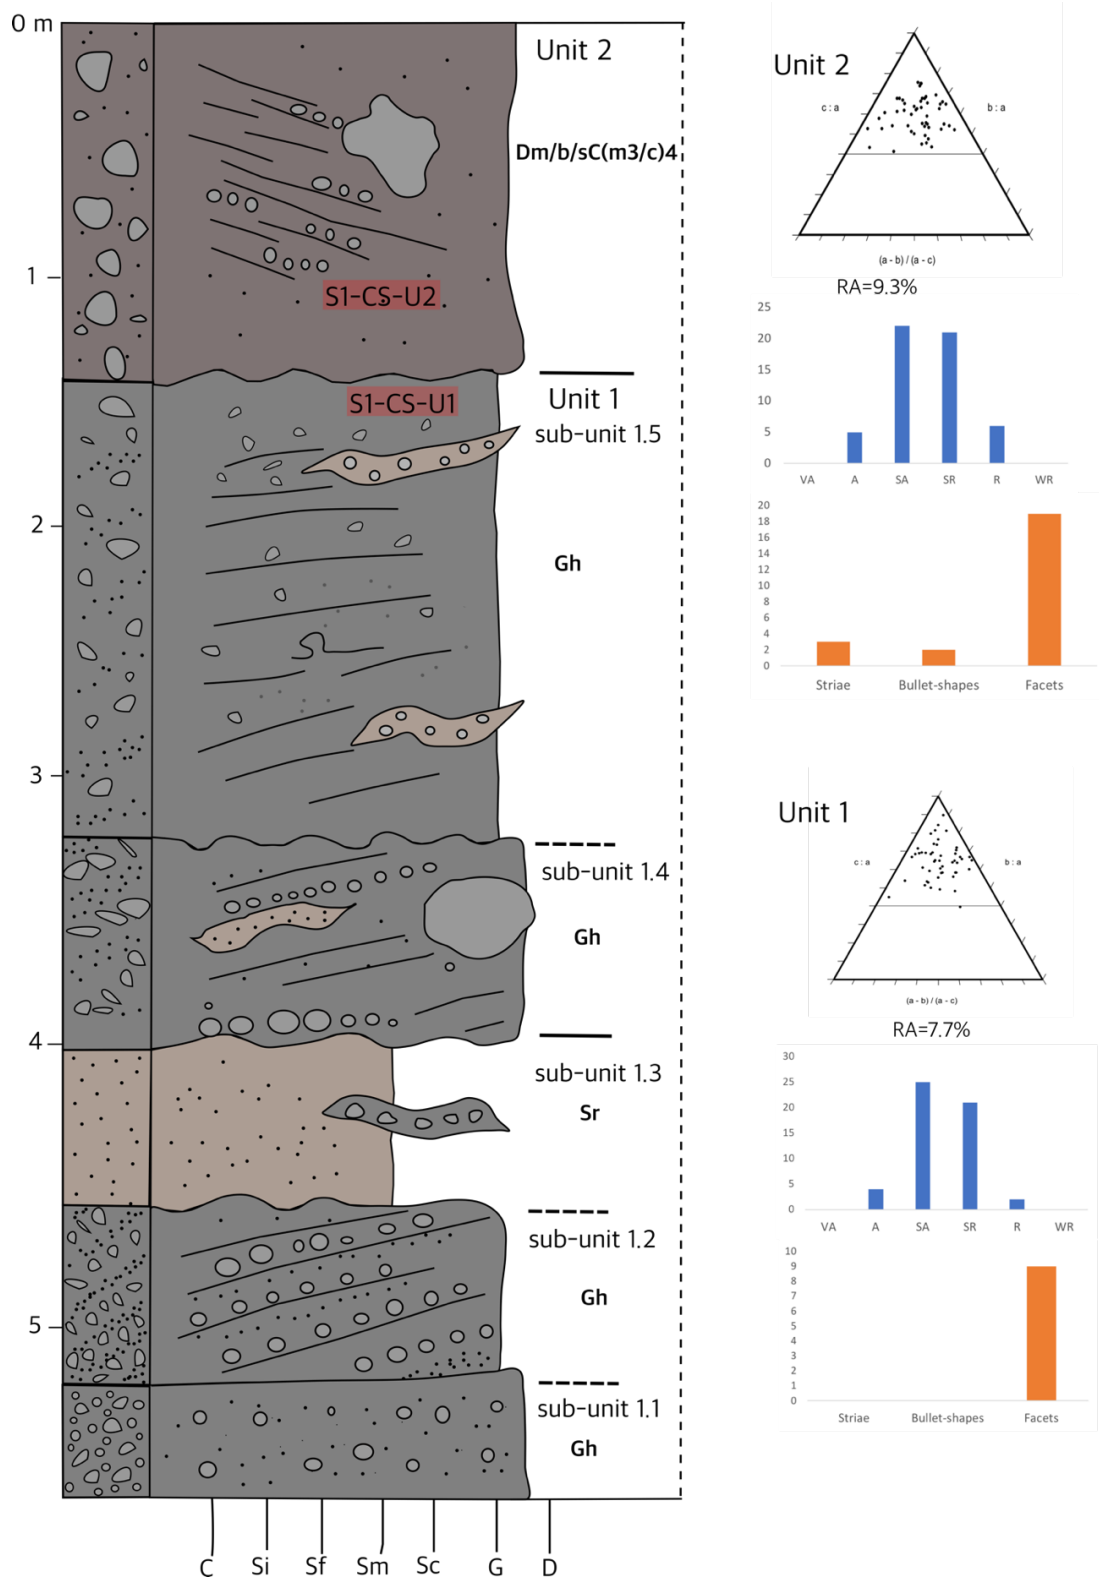 0 m
Unit 2
Dm/b/sC(m3/c)4
1
S1-CS-U2
S1-CS-U1
Unit 1
sub-unit 1.5
2
Gh
3
sub-unit 1.4
Gh
4
sub-unit 1.3
Sr
sub-unit 1.2
Gh
5
sub-unit 1.1
Gh
C Si Sf Sm Sc G D
Unit 2
c : a b : a
(a - b) / (a - c)
RA=9.3%
25
20
15
10
5
0
VA A SA SR R WR
20
18
16
14
12
10
8
6
4
2
0
Striae Bullet-shapes Facets
Unit 1
c : a b : a
(a - b) / (a - c)
RA=7.7%
30
25
20
15
10
5
0
VA A SA SR R WR
10
9
8
7
6
5
4
3
2
1
0
Striae Bullet-shapes Facets